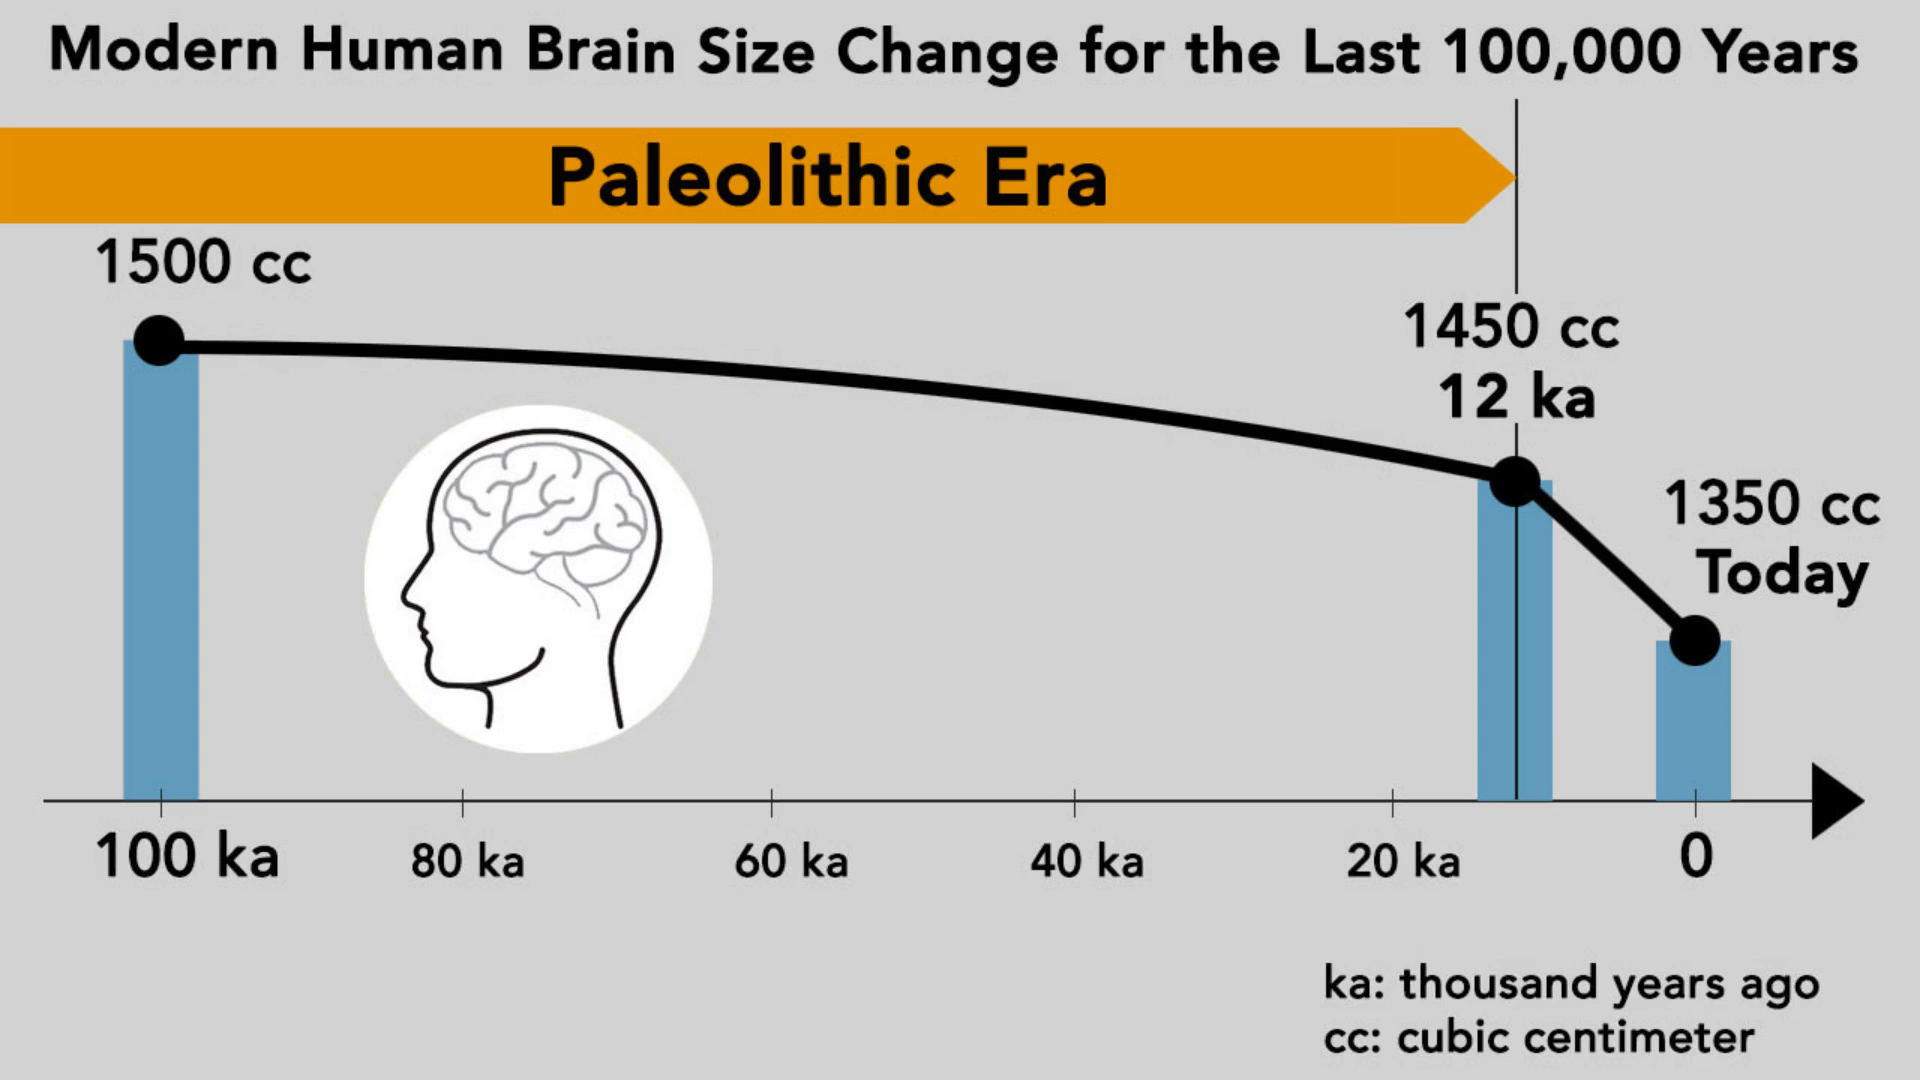 Modern Human Brain Size Change for the Last 100,000 Years
Paleolithic Era
1500 cc
1450 cc
12 ka
1350 cc
Today
100 ka
80 ka
60 ka
40 ka
20 ka
0
ka: thousand years ago
cc: cubic centimeter